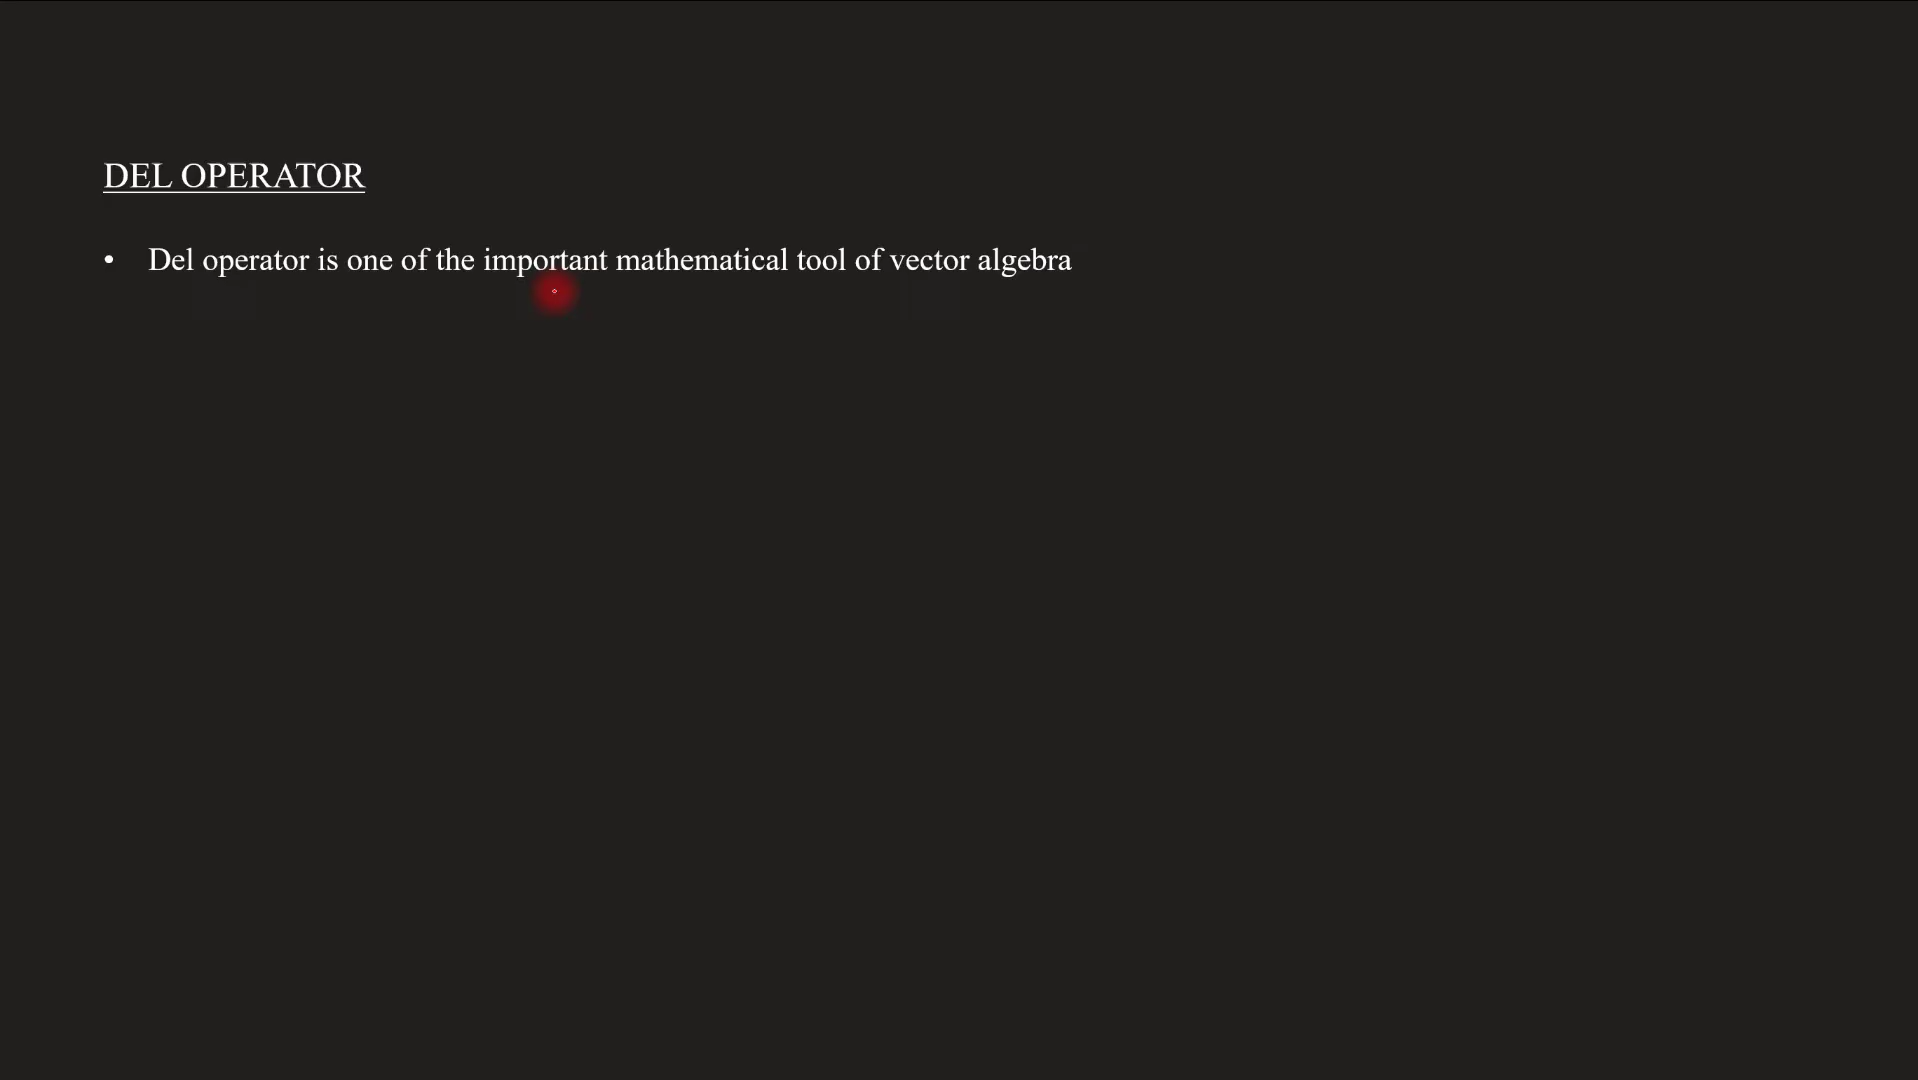 DEL OPERATOR
• Del operator is one of the important mathematical tool of vector algebra